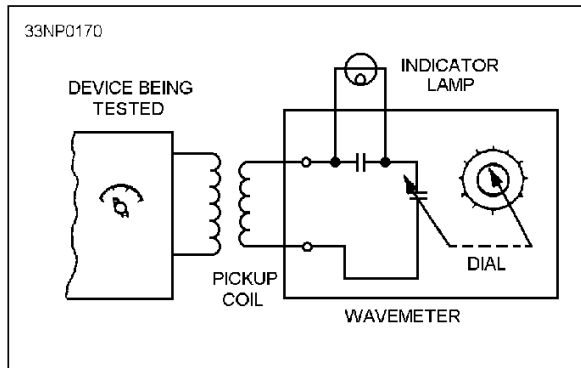 33NP0170
DEVICE BEING
TESTED
INDICATOR
LAMP
PICKUP
COIL
DIAL
WAVEMETER